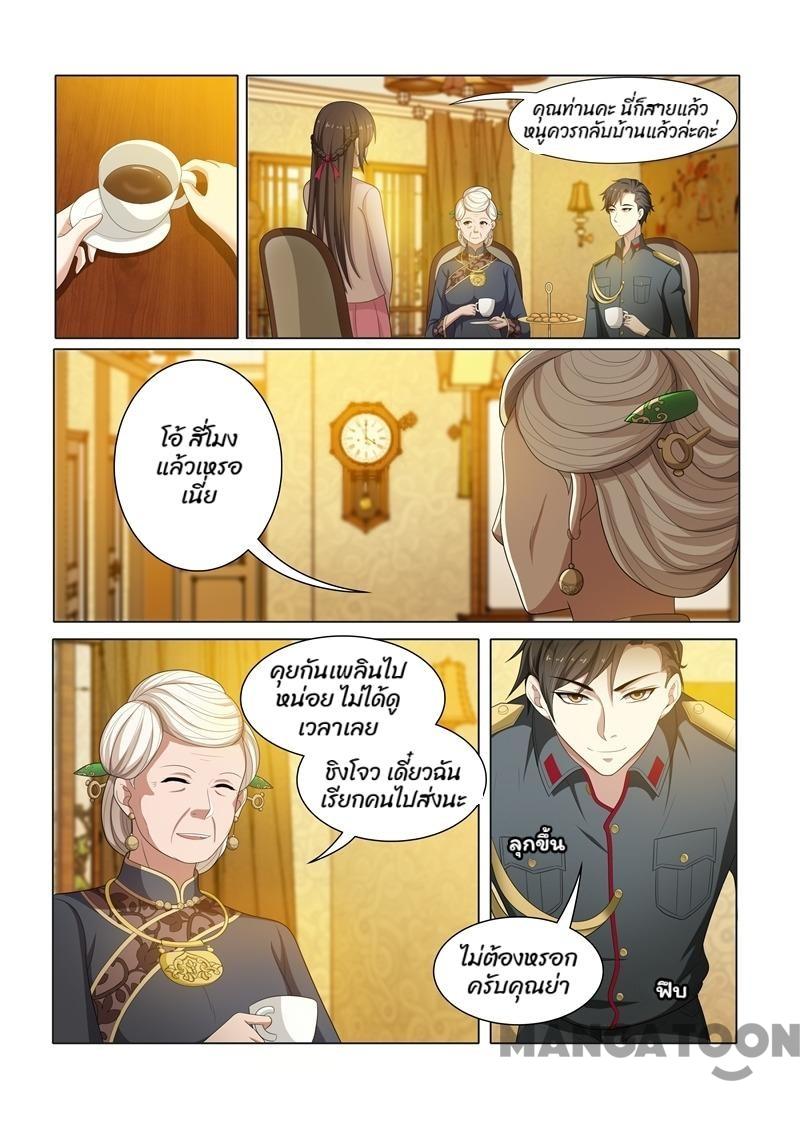 คุณท่านคะ นี่ก็สายแล้ว
หนูควรกลับบ้านแล้วล่ะค่ะ
โอ้ สี่โมง
แล้วเหรอ
เนี่ย
คุยกันเพลินไป
หน่อย ไม่ได้ดู
เวลาเลย
ชิงโจว เดี๋ยวฉัน
เรียกคนไปส่งนะ
ลุกขึ้น
ไม่ต้องหรอก
ครับคุณย่า
ฟึบ
MANGATOON